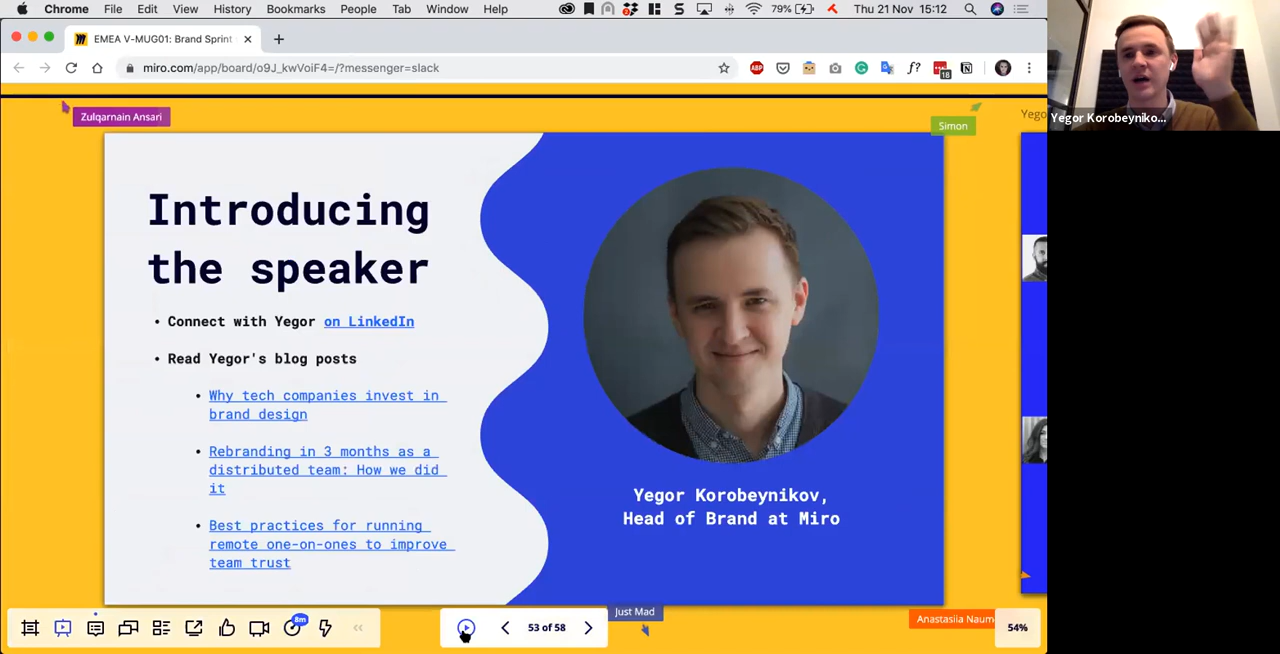 Chrome File Edit View History Bookmarks People Tab Window Help 79% Thu 21 Nov 15:12
EMEA V-MUG01: Brand Sprint
miro.com/app/board/o9J_kwVoiF4=/?messenger=slack
ABP
f?
18
Zulqarnain Ansari
Simon
Yego
Yegor Korobeyniko...
Introducing
the speaker
• Connect with Yegor on LinkedIn
• Read Yegor's blog posts
• Why tech companies invest in
brand design
• Rebranding in 3 months as a
distributed team: How we did
it
• Best practices for running
remote one-on-ones to improve
team trust
Yegor Korobeynikov,
Head of Brand at Miro
Just Mad
Anastasiia Naum
8m
53 of 58
54%